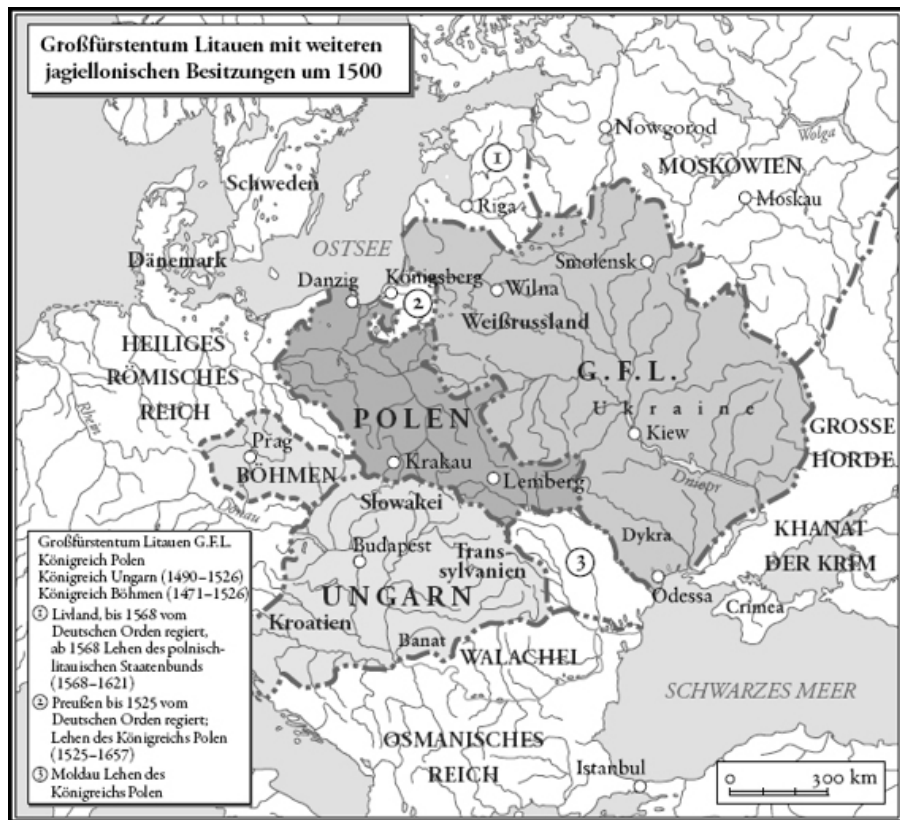 Großfürstentum Litauen mit weiteren
jagiellonischen Besitzungen um 1500
Nowgorod
Wolga
MOSKOWIEN
Moskau
Schweden
Riga
1
OSTSEE
Dänemark
Smolensk
Danzig
Königsberg
2
Wilna
Weißrussland
HEILIGES
RÖMISCHES
REICH
Rhein
G.F.L.
Ukraine
POLEN
Kiew
GROSSE
HORDE
Prag
BÖHMEN
Krakau
Lemberg
Dniepr
Donau
Slowakei
Dykra
KHANAT
DER KRIM
Budapest
Trans-
sylvanien
3
UNGARN
Odessa
Crimea
Kroatien
Banat
WALACHEL
SCHWARZES MEER
OSMANISCHES
REICH
Istanbul
300 km
Großfürstentum Litauen G.F.L.
Königreich Polen
Königreich Ungarn (1490–1526)
Königreich Böhmen (1471–1526)
1 Livland, bis 1568 vom
Deutschen Orden regiert,
ab 1568 Lehen des polnisch-
litauischen Staatenbunds
(1568–1621)
2 Preußen bis 1525 vom
Deutschen Orden regiert;
Lehen des Königreichs Polen
(1525–1657)
3 Moldau Lehen des
Königreichs Polen